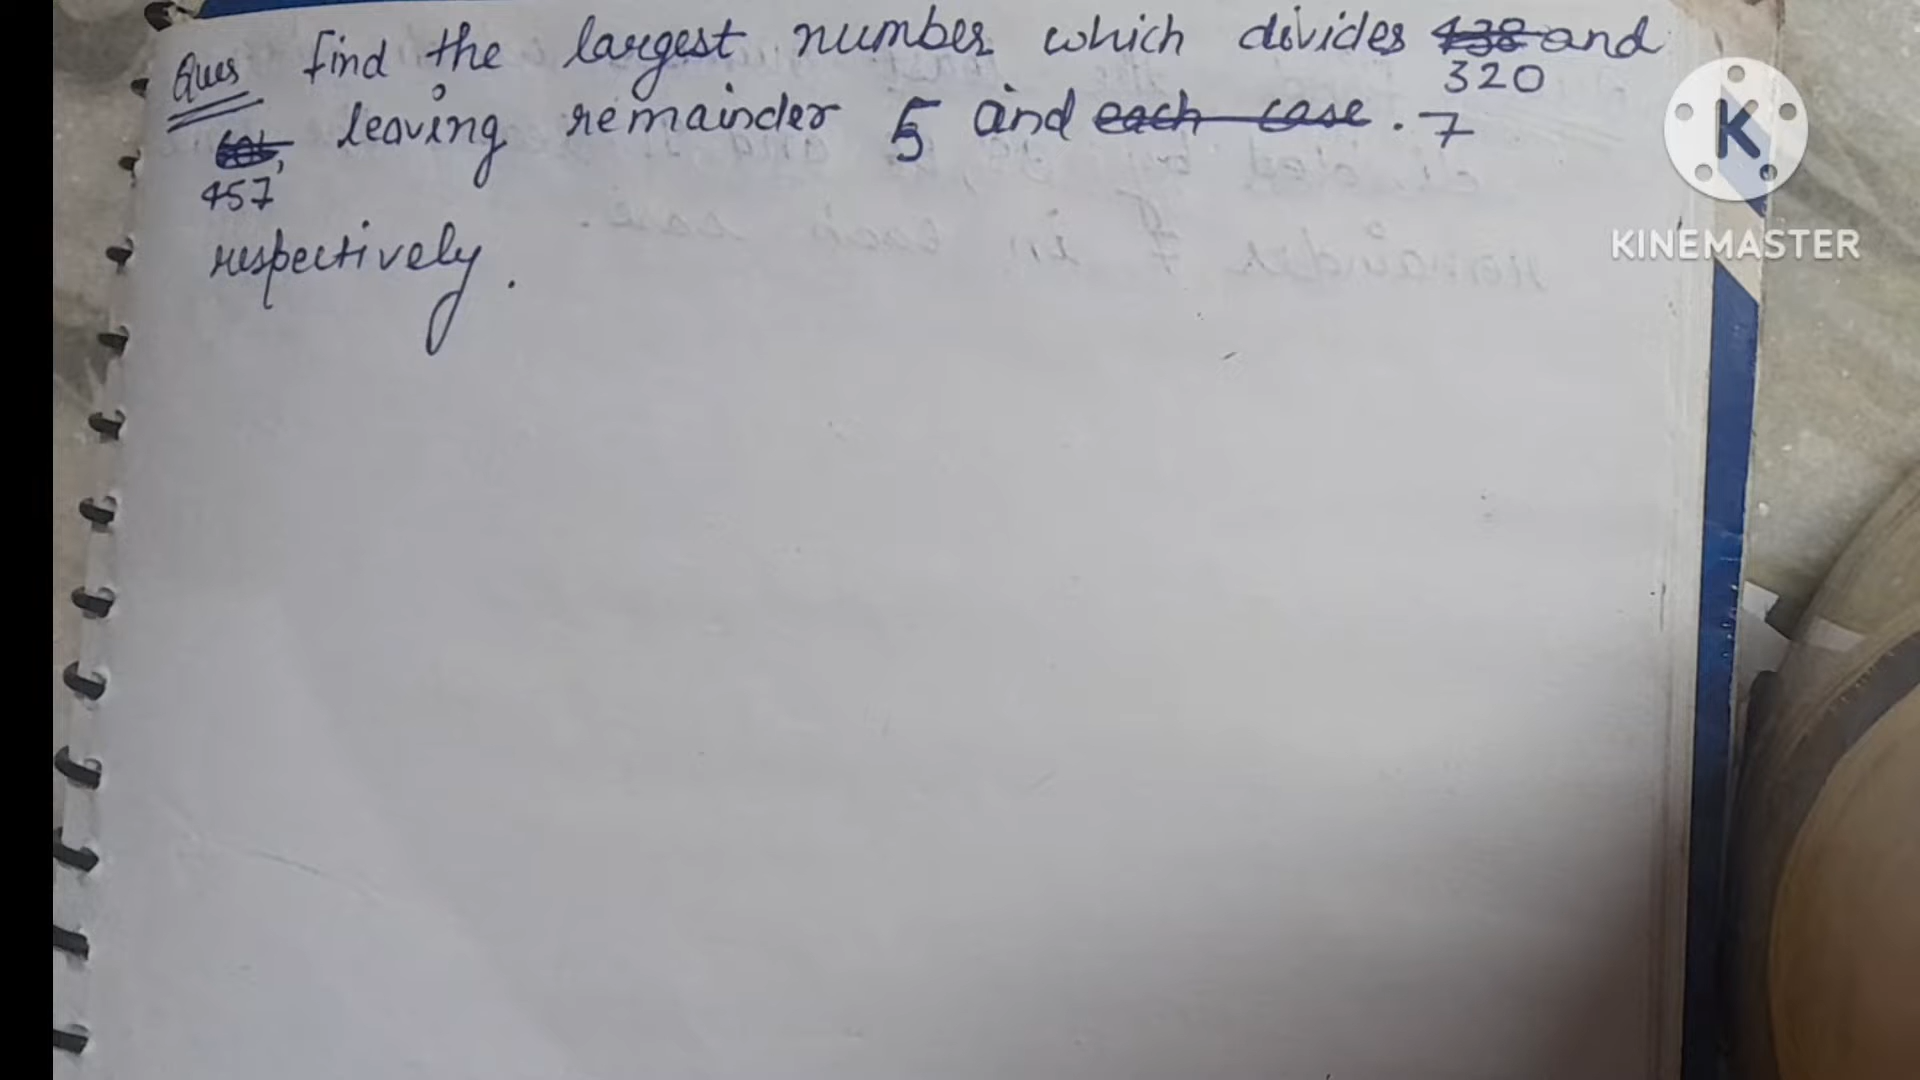 Ques find the largest number which divides 438 and
320
leaving remainder 5 and each case. 7
457
respectively.
K
KINEMASTER